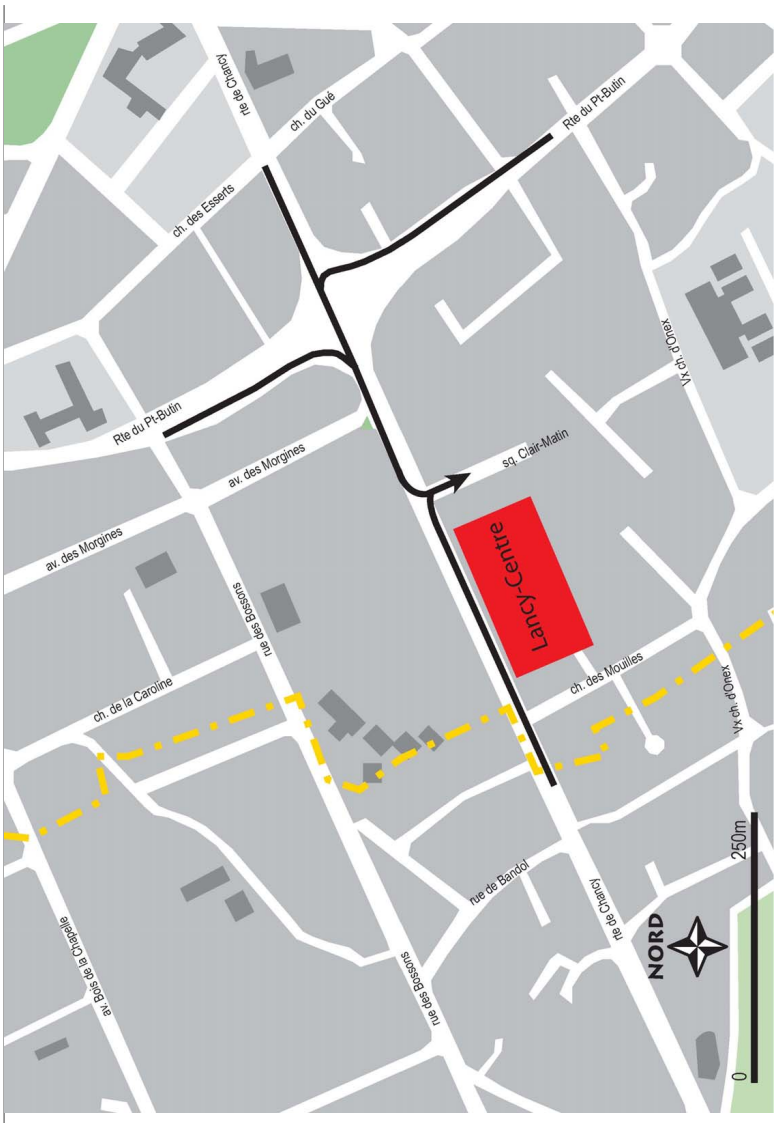 rte de Chancy
ch. du Gué
Rte du Pt-Butin
ch. des Esserts
Vx ch. d'Onex
Rte du Pt-Butin
av. des Morgines
sq. Clair-Matin
av. des Morgines
Lancy-Centre
rue des Bossons
ch. des Mouilles
ch. de la Caroline
Vx ch. d'Onex
250m
rue de Bandol
rte de Chancy
NORD
av. Bois de la Chapelle
rue des Bossons
0